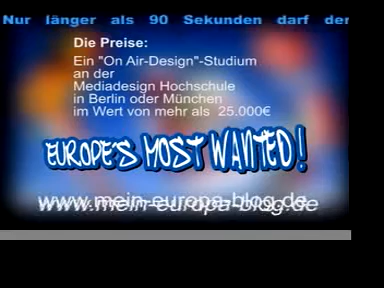 Nur länger als 90 Sekunden darf der
Die Preise:
Ein "On Air-Design"-Studium
an der
Mediadesign Hochschule
in Berlin oder München
im Wert von mehr als 25.000€
EUROPE'S MOST WANTED!
www.mein-europa-blog.de